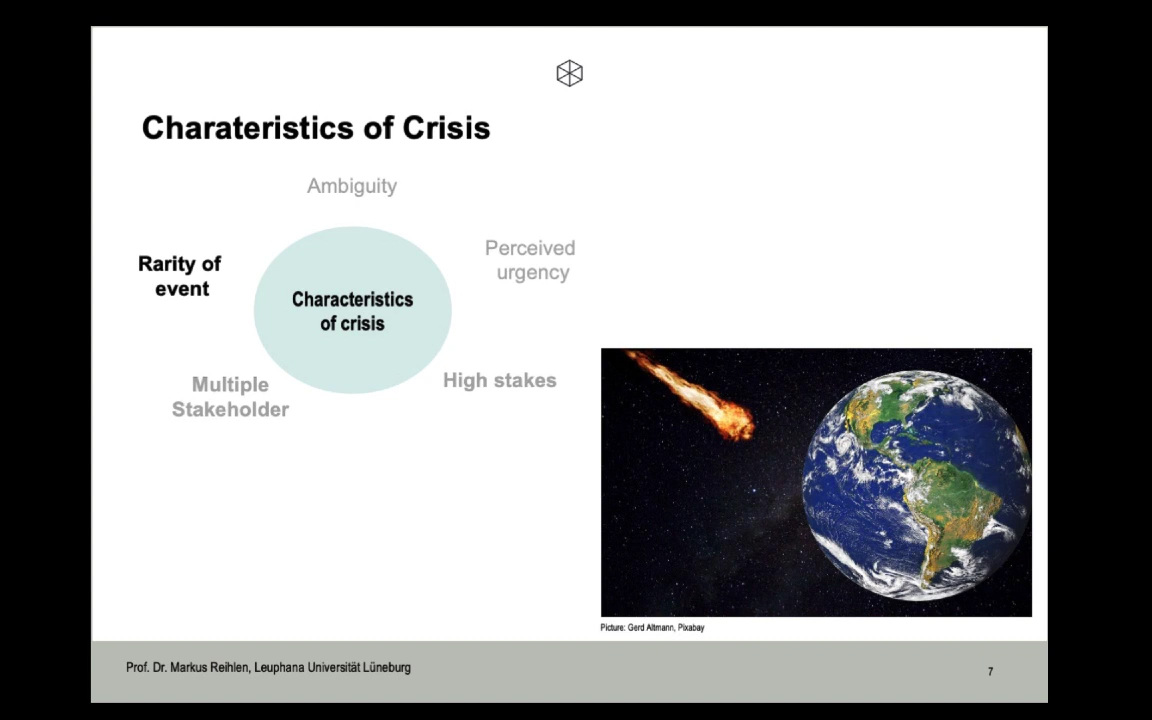 Charateristics of Crisis
Ambiguity
Perceived
urgency
Rarity of
event
Characteristics
of crisis
Multiple
Stakeholder
High stakes
Picture: Gerd Altmann, Pixabay
Prof. Dr. Markus Reihlen, Leuphana Universität Lüneburg
7